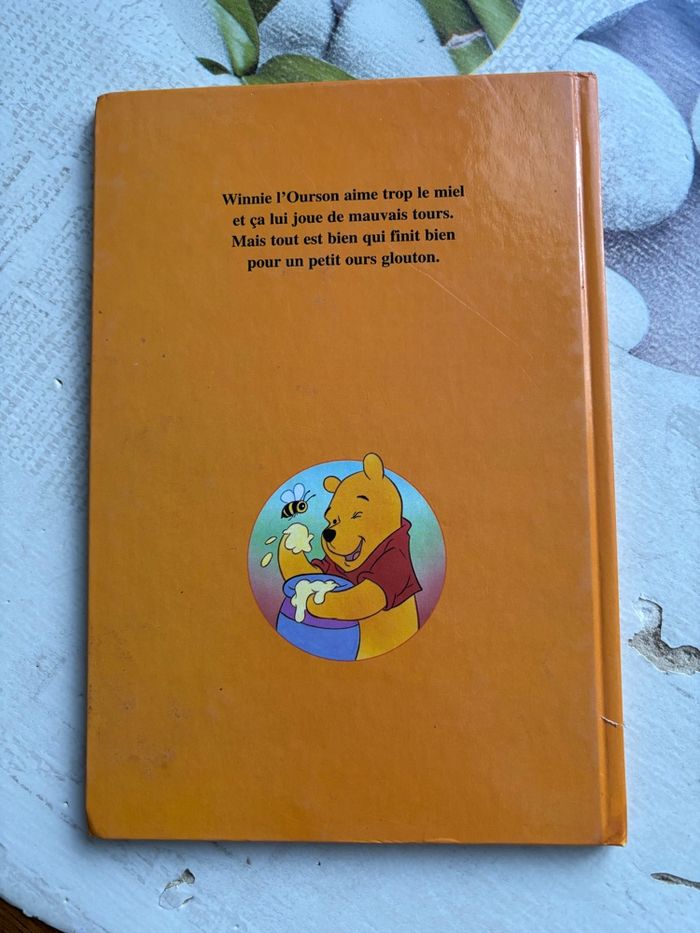 Winnie l'Ourson aime trop le miel
et ça lui joue de mauvais tours.
Mais tout est bien qui finit bien
pour un petit ours glouton.